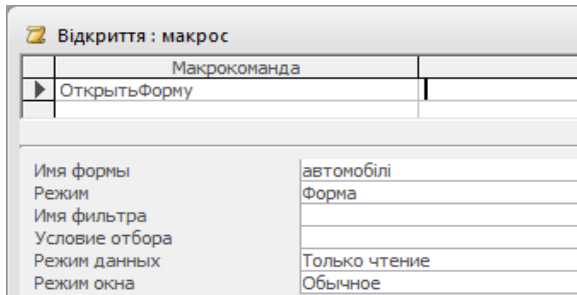 Відкриття : макрос
Макрокоманда
ОткрытьФорму
Имя формы автомобілі
Режим Форма
Имя фильтра
Условие отбора
Режим данных Только чтение
Режим окна Обычное